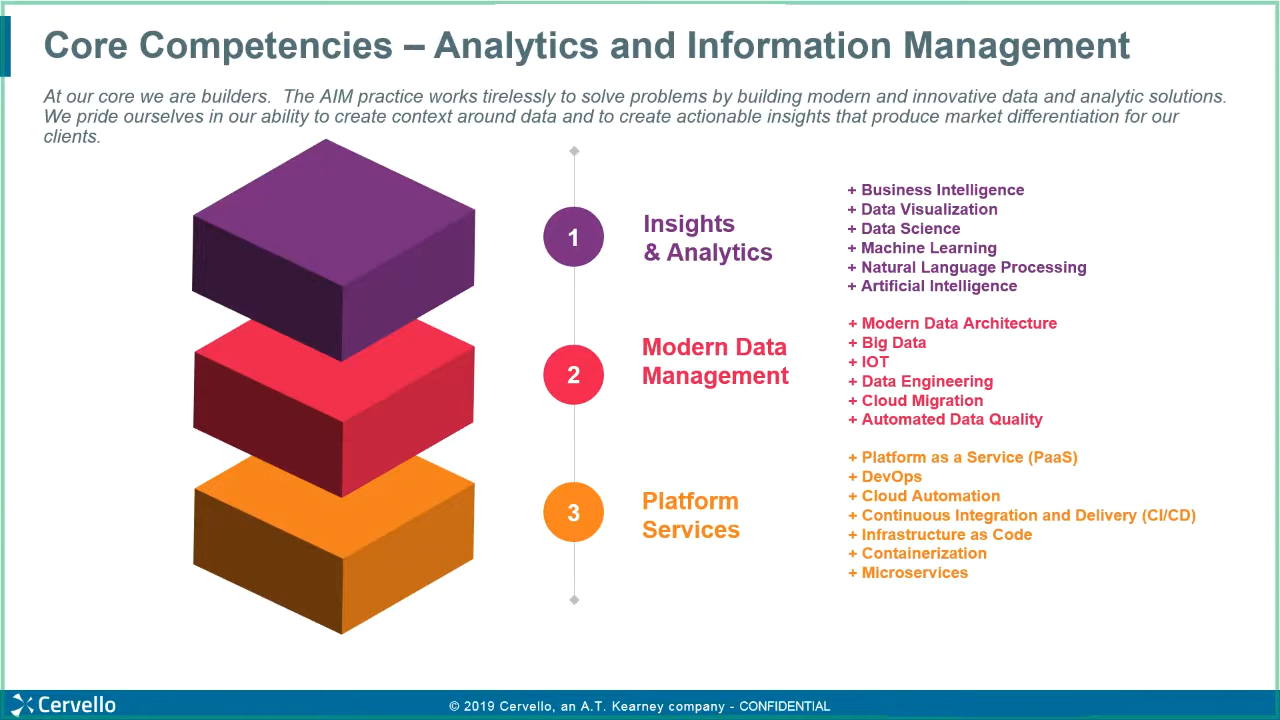 Core Competencies – Analytics and Information Management
At our core we are builders.  The AIM practice works tirelessly to solve problems by building modern and innovative data and analytic solutions.
We pride ourselves in our ability to create context around data and to create actionable insights that produce market differentiation for our
clients.
1
Insights
& Analytics
+ Business Intelligence
+ Data Visualization
+ Data Science
+ Machine Learning
+ Natural Language Processing
+ Artificial Intelligence
2
Modern Data
Management
+ Modern Data Architecture
+ Big Data
+ IOT
+ Data Engineering
+ Cloud Migration
+ Automated Data Quality
3
Platform
Services
+ Platform as a Service (PaaS)
+ DevOps
+ Cloud Automation
+ Continuous Integration and Delivery (CI/CD)
+ Infrastructure as Code
+ Containerization
+ Microservices
Cervello
© 2019 Cervello, an A.T. Kearney company - CONFIDENTIAL